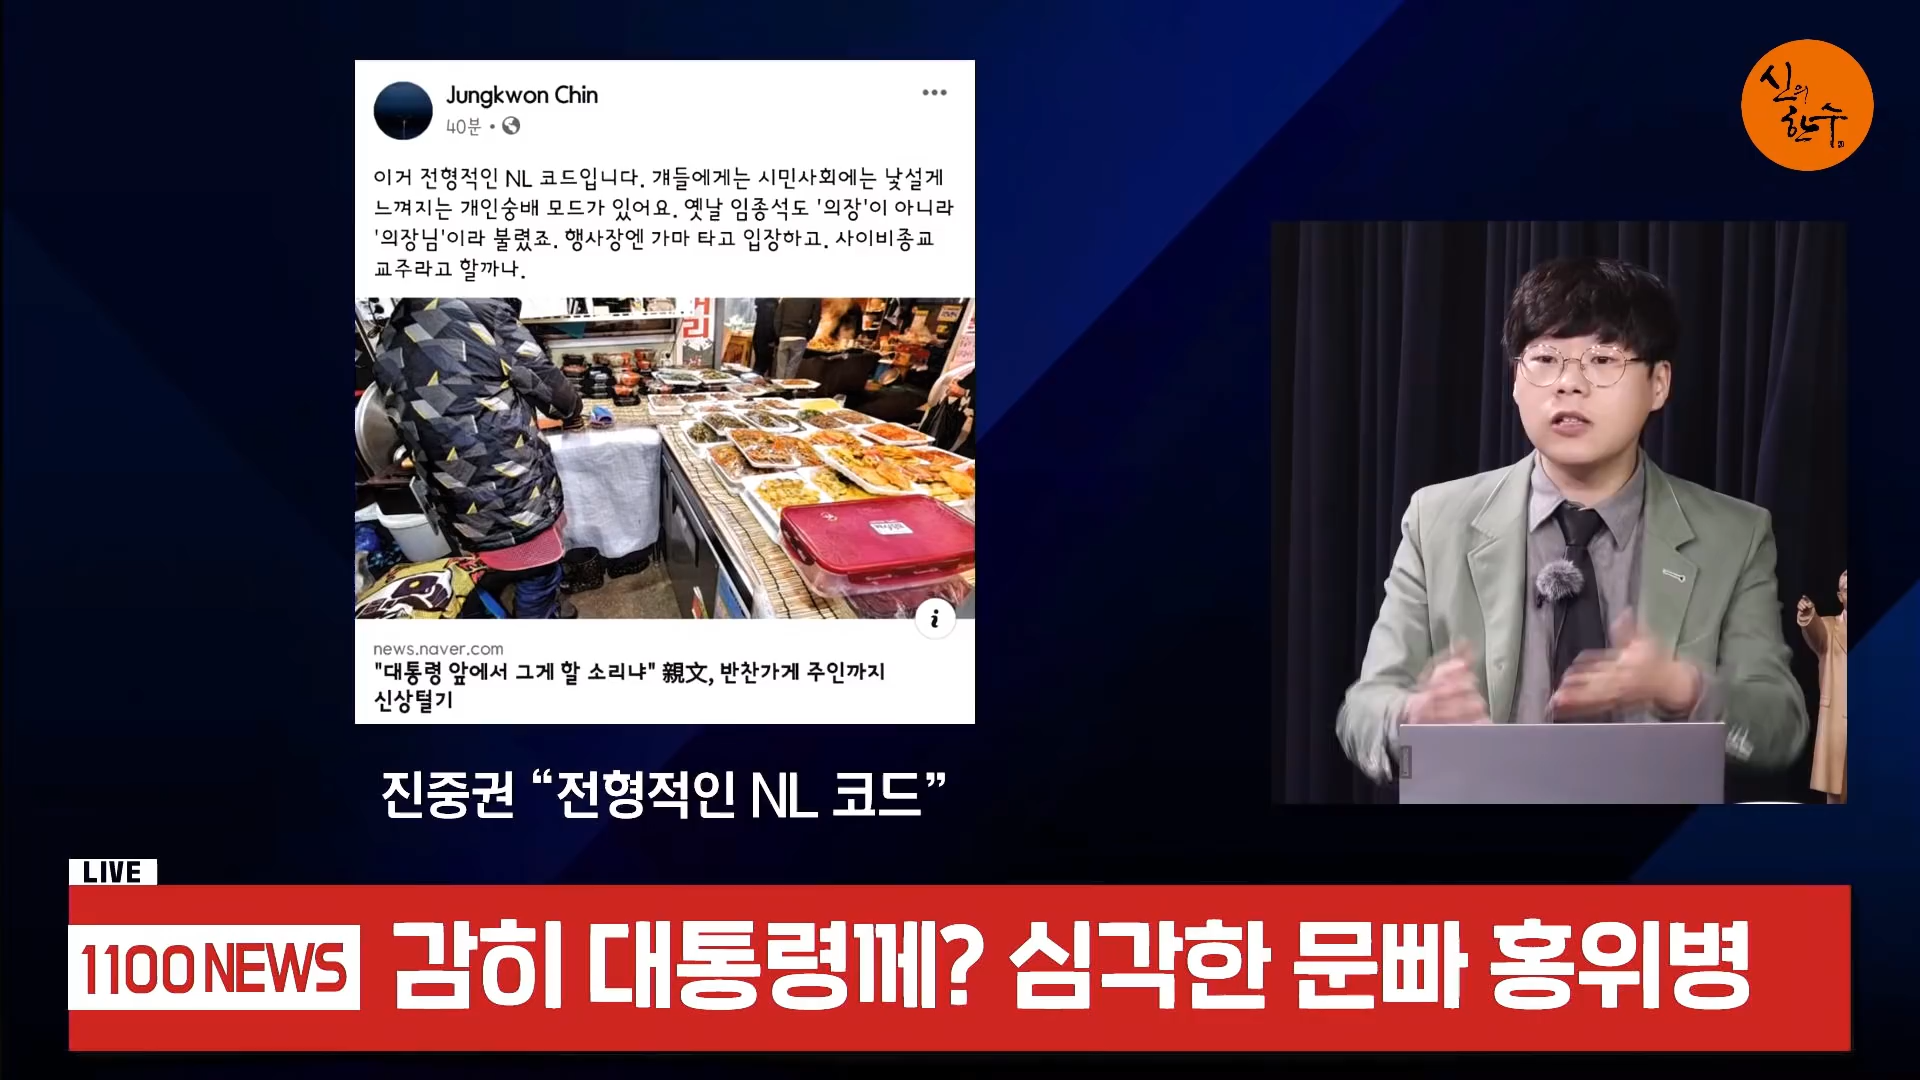 신의
한수
Jungkwon Chin
40분
이거 전형적인 NL 코드입니다. 걔들에게는 시민사회에는 낯설게
느껴지는 개인숭배 모드가 있어요. 옛날 임종석도 '의장'이 아니라
'의장님'이라 불렸죠. 행사장엔 가마 타고 입장하고. 사이비종교
교주라고 할까나.
거리
news.naver.com
"대통령 앞에서 그게 할 소리냐" 親文, 반찬가게 주인까지
신상털기
진중권 “전형적인 NL 코드”
LIVE
1100 NEWS 감히 대통령께? 심각한 문빠 홍위병